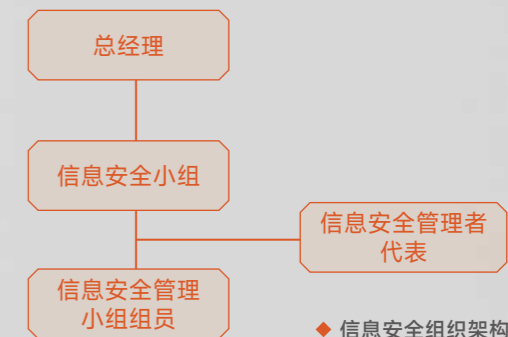 总经理
信息安全小组
信息安全管理者
代表
信息安全管理
小组组员
信息安全组织架构